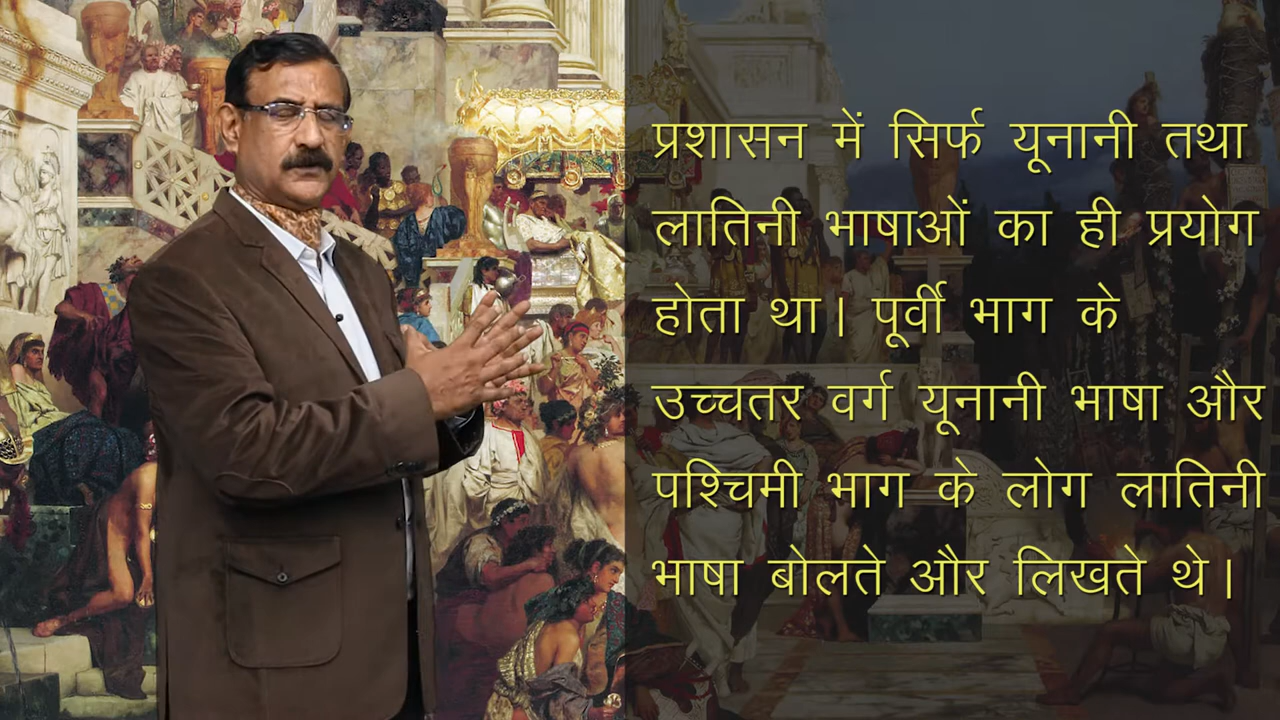 प्रशासन में सिर्फ यूनानी तथा
लातिनी भाषाओं का ही प्रयोग
होता था। पूर्वी भाग के
उच्चतर वर्ग यूनानी भाषा और
पश्चिमी भाग के लोग लातिनी
भाषा बोलते और लिखते थे।